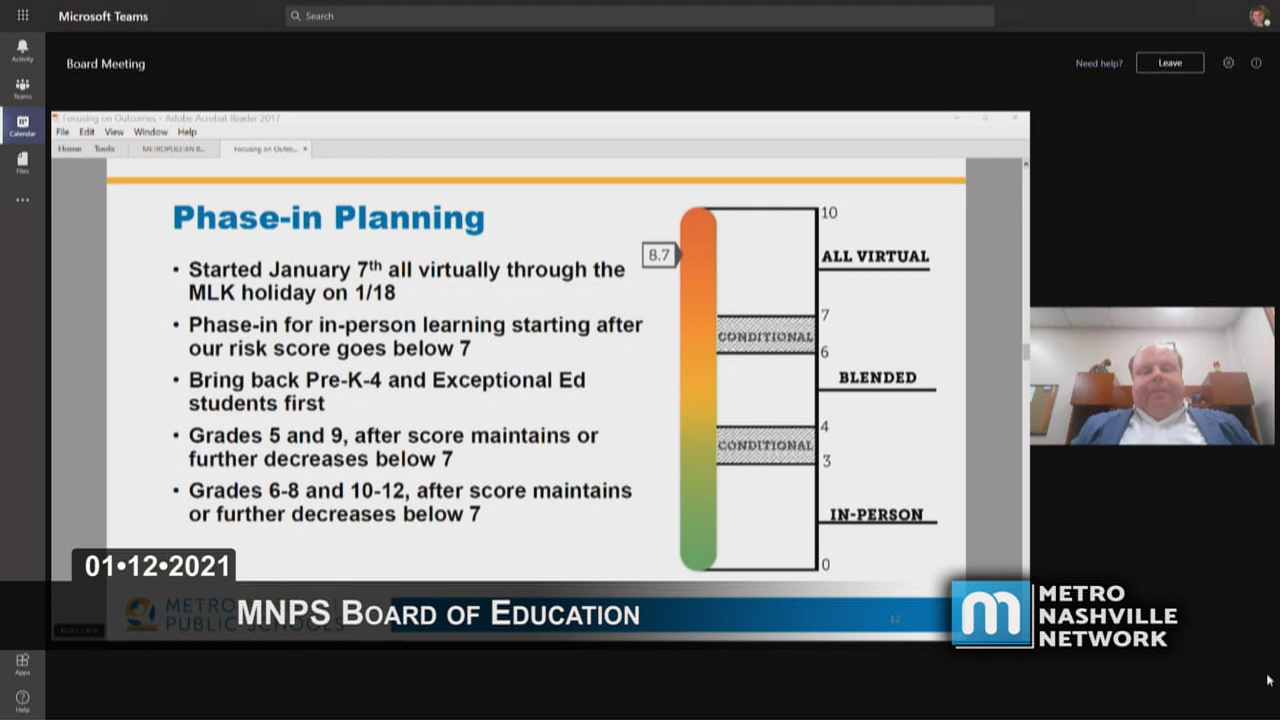 Microsoft Teams
Search
Activity
Board Meeting
Need help?
Leave
Teams
Calendar
Files
Focusing on Outcomes - Adobe Acrobat Reader 2017
File Edit View Window Help
Home Tools METROPOLITAN B... Focusing on Outco... ×
Phase-in Planning
• Started January 7th all virtually through the
MLK holiday on 1/18
• Phase-in for in-person learning starting after
our risk score goes below 7
• Bring back Pre-K-4 and Exceptional Ed
students first
• Grades 5 and 9, after score maintains or
further decreases below 7
• Grades 6-8 and 10-12, after score maintains
or further decreases below 7
8.7
10
ALL VIRTUAL
7
CONDITIONAL
6
BLENDED
4
CONDITIONAL
3
IN-PERSON
0
01•12•2021
METRO
PUBLIC SCHOOLS
MNPS BOARD OF EDUCATION
12
m
METRO
NASHVILLE
NETWORK
Apps
Help